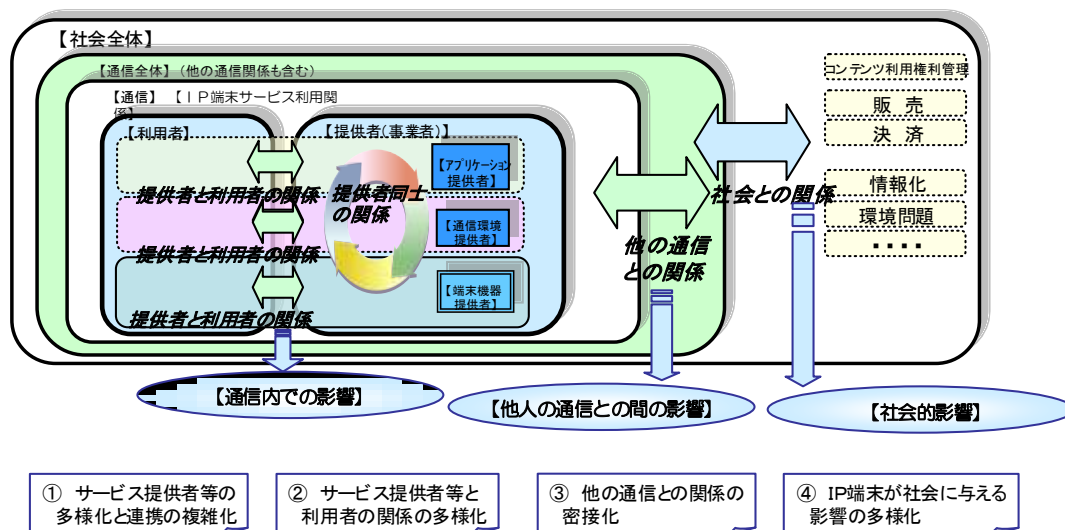 【社会全体】
【通信全体】（他の通信関係も含む）
【通信】【ＩＰ端末サービス利用関
係】
【利用者】
【提供者（事業者）】
【アプリケーション
提供者】
提供者と利用者の関係
提供者同士
の関係
【通信環境
提供者】
提供者と利用者の関係
【端末機器
提供者】
提供者と利用者の関係
他の通信
との関係
社会との関係
コンテンツ利用権利管理
販 売
決 済
情報化
環境問題
・・・・
【通信内での影響】
【他人の通信との間の影響】
【社会的影響】
① サービス提供者等の
多様化と連携の複雑化
② サービス提供者等と
利用者の関係の多様化
③ 他の通信との関係の
密接化
④ IP端末が社会に与える
影響の多様化